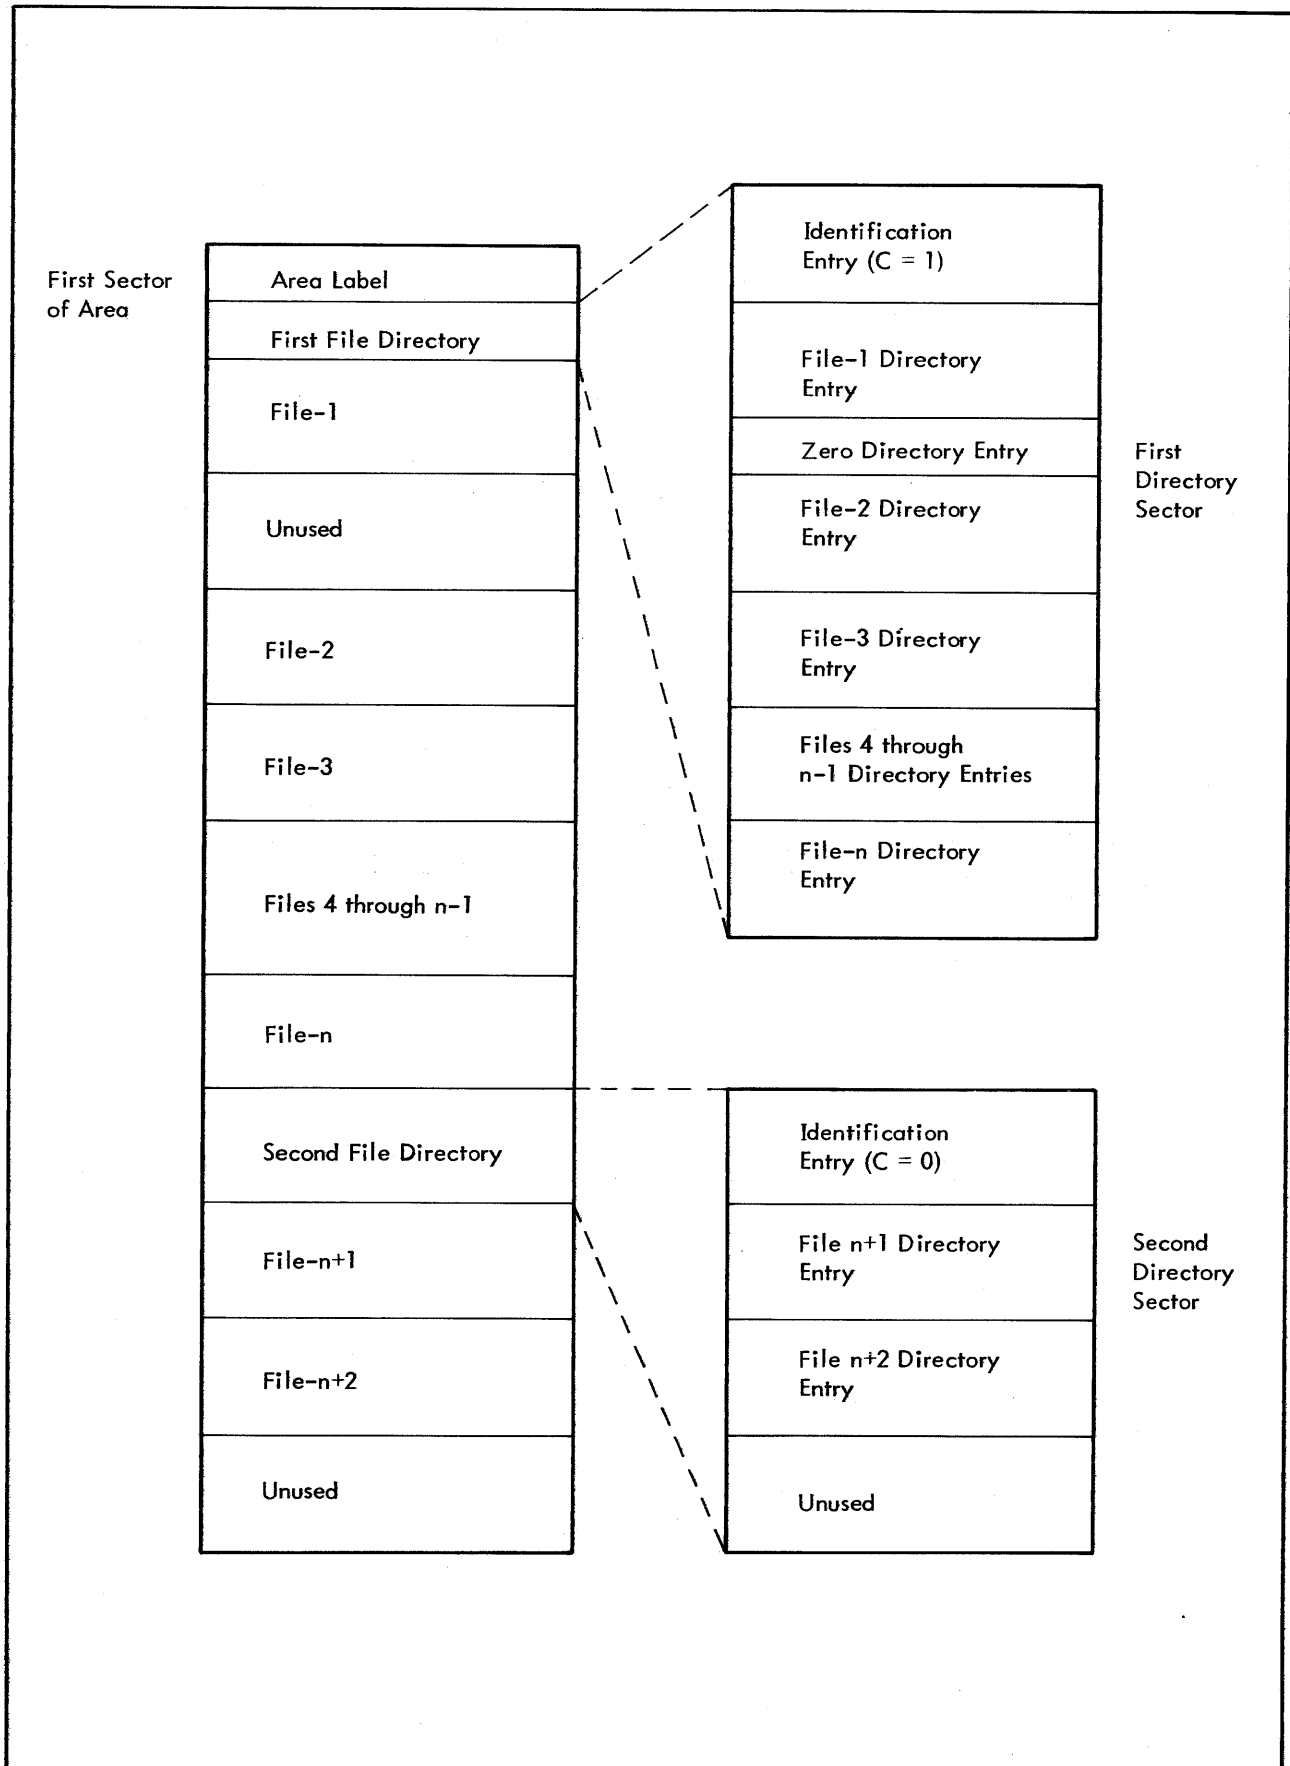 First Sector
of Area
Area Label
First File Directory
File-1
Unused
File-2
File-3
Files 4 through n-1
File-n
Second File Directory
File-n+1
File-n+2
Unused
Identification
Entry (C = 1)
File-1 Directory
Entry
Zero Directory Entry
File-2 Directory
Entry
File-3 Directory
Entry
Files 4 through
n-1 Directory Entries
File-n Directory
Entry
First
Directory
Sector
Identification
Entry (C = 0)
File n+1 Directory
Entry
File n+2 Directory
Entry
Unused
Second
Directory
Sector